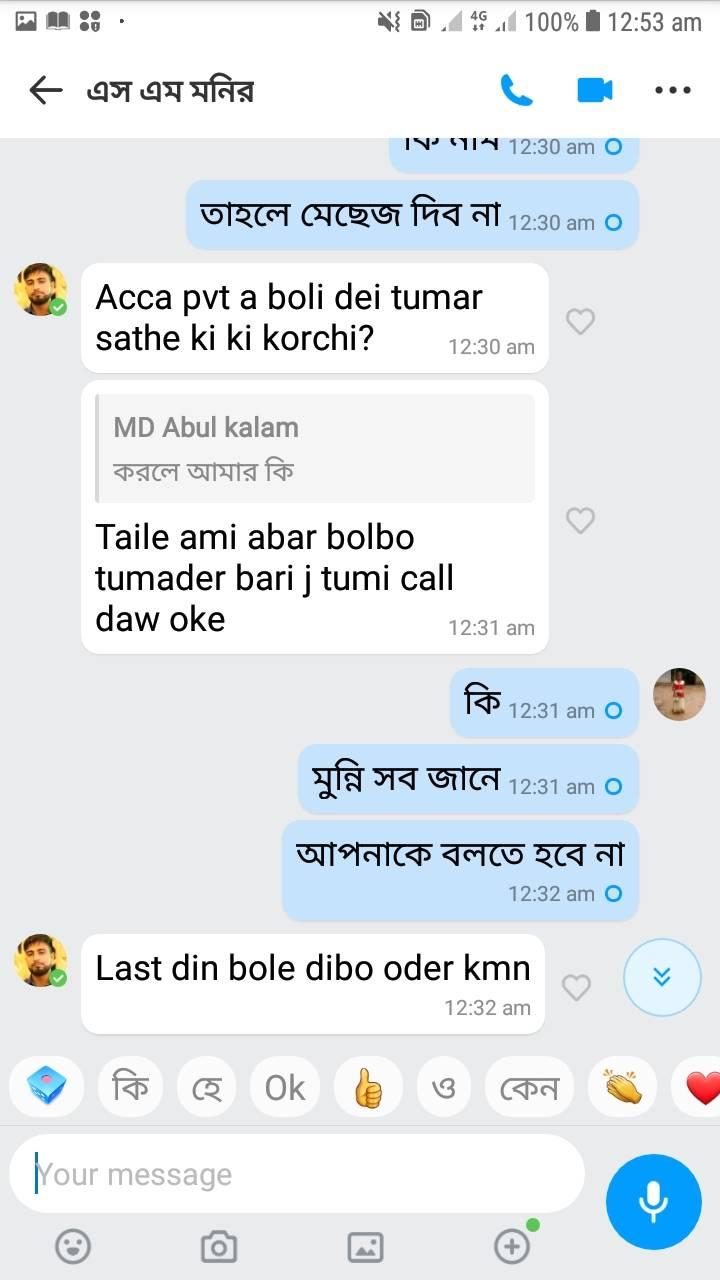 4G 100% 12:53 am
এস এম মনির
12:30 am
তাহলে মেছেজ দিব না 12:30 am
Acca pvt a boli dei tumar
sathe ki ki korchi? 12:30 am
MD Abul kalam
করলে আমার কি
Taile ami abar bolbo
tumader bari j tumi call
daw oke 12:31 am
কি 12:31 am
মুন্নি সব জানে 12:31 am
আপনাকে বলতে হবে না
12:32 am
Last din bole dibo oder kmn
12:32 am
কি হে Ok ও কেন
Your message